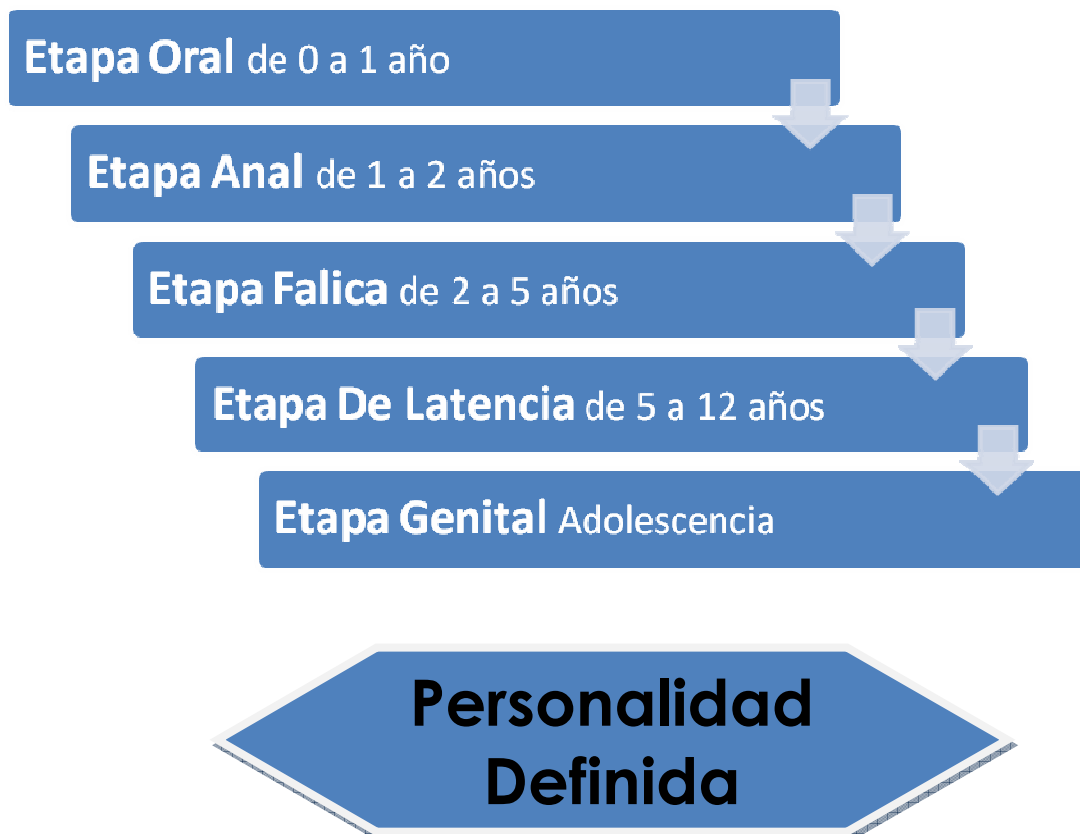 Etapa Oral de 0 a 1 año
Etapa Anal de 1 a 2 años
Etapa Falica de 2 a 5 años
Etapa De Latencia de 5 a 12 años
Etapa Genital Adolescencia
Personalidad
Definida